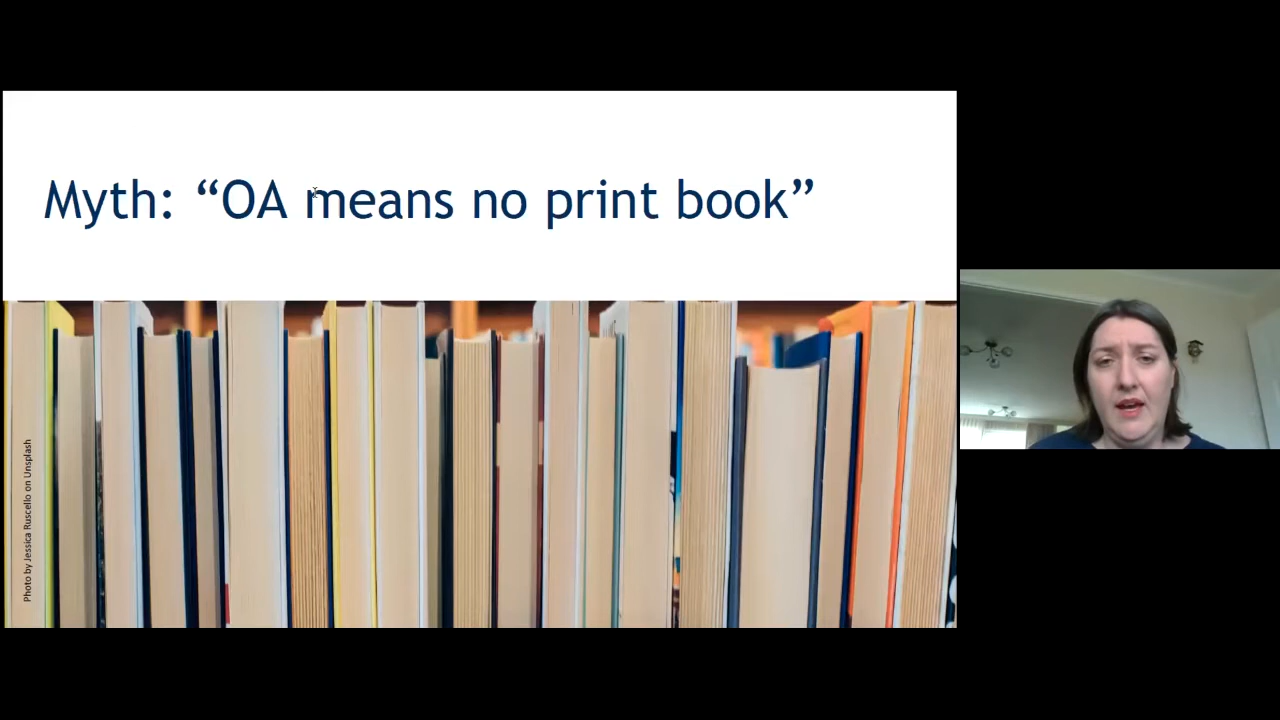 Myth: “OA means no print book”
Photo by Jessica Ruscello on Unsplash